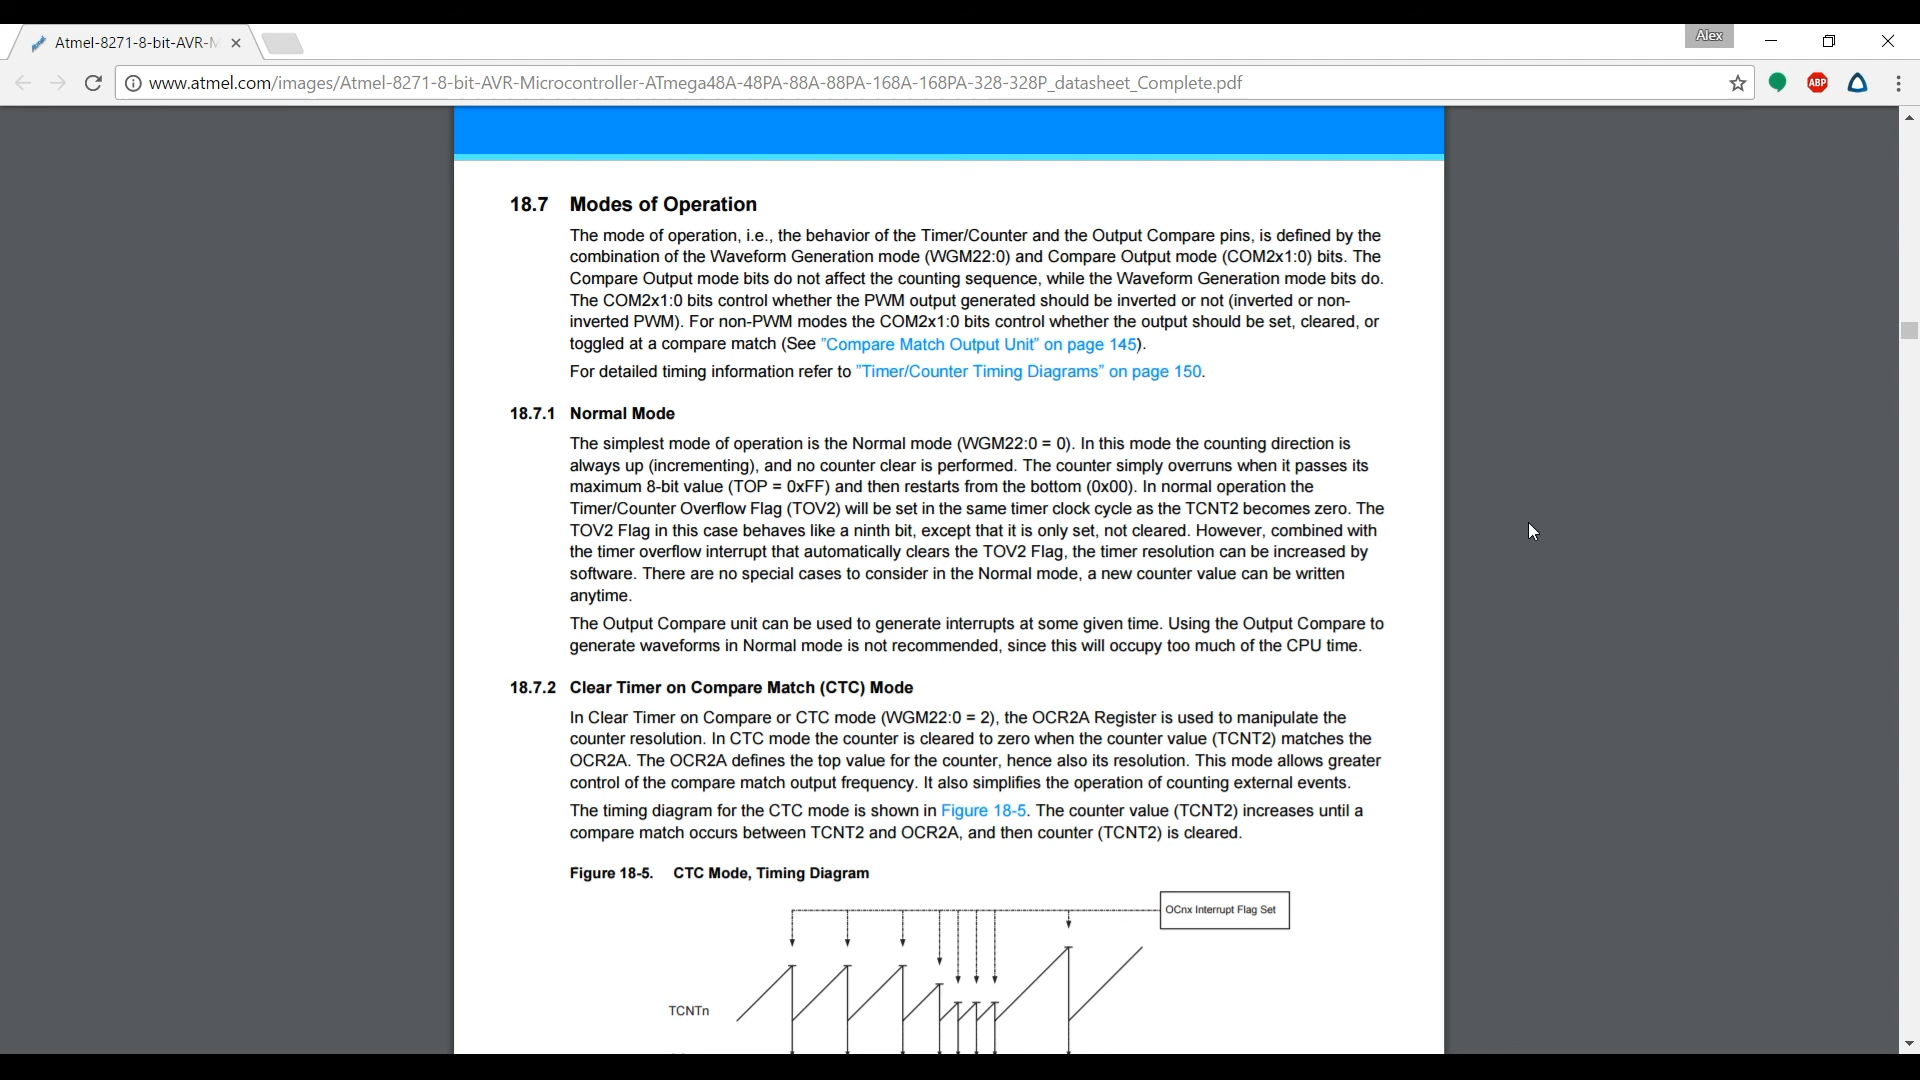 Atmel-8271-8-bit-AVR-M
Alex
www.atmel.com/images/Atmel-8271-8-bit-AVR-Microcontroller-ATmega48A-48PA-88A-88PA-168A-168PA-328-328P_datasheet_Complete.pdf
ABP
18.7 Modes of Operation
The mode of operation, i.e., the behavior of the Timer/Counter and the Output Compare pins, is defined by the
combination of the Waveform Generation mode (WGM22:0) and Compare Output mode (COM2x1:0) bits. The
Compare Output mode bits do not affect the counting sequence, while the Waveform Generation mode bits do.
The COM2x1:0 bits control whether the PWM output generated should be inverted or not (inverted or non-
inverted PWM). For non-PWM modes the COM2x1:0 bits control whether the output should be set, cleared, or
toggled at a compare match (See ”Compare Match Output Unit” on page 145).
For detailed timing information refer to ”Timer/Counter Timing Diagrams” on page 150.
18.7.1 Normal Mode
The simplest mode of operation is the Normal mode (WGM22:0 = 0). In this mode the counting direction is
always up (incrementing), and no counter clear is performed. The counter simply overruns when it passes its
maximum 8-bit value (TOP = 0xFF) and then restarts from the bottom (0x00). In normal operation the
Timer/Counter Overflow Flag (TOV2) will be set in the same timer clock cycle as the TCNT2 becomes zero. The
TOV2 Flag in this case behaves like a ninth bit, except that it is only set, not cleared. However, combined with
the timer overflow interrupt that automatically clears the TOV2 Flag, the timer resolution can be increased by
software. There are no special cases to consider in the Normal mode, a new counter value can be written
anytime.
The Output Compare unit can be used to generate interrupts at some given time. Using the Output Compare to
generate waveforms in Normal mode is not recommended, since this will occupy too much of the CPU time.
18.7.2 Clear Timer on Compare Match (CTC) Mode
In Clear Timer on Compare or CTC mode (WGM22:0 = 2), the OCR2A Register is used to manipulate the
counter resolution. In CTC mode the counter is cleared to zero when the counter value (TCNT2) matches the
OCR2A. The OCR2A defines the top value for the counter, hence also its resolution. This mode allows greater
control of the compare match output frequency. It also simplifies the operation of counting external events.
The timing diagram for the CTC mode is shown in Figure 18-5. The counter value (TCNT2) increases until a
compare match occurs between TCNT2 and OCR2A, and then counter (TCNT2) is cleared.
Figure 18-5. CTC Mode, Timing Diagram
OCnx Interrupt Flag Set
TCNTn